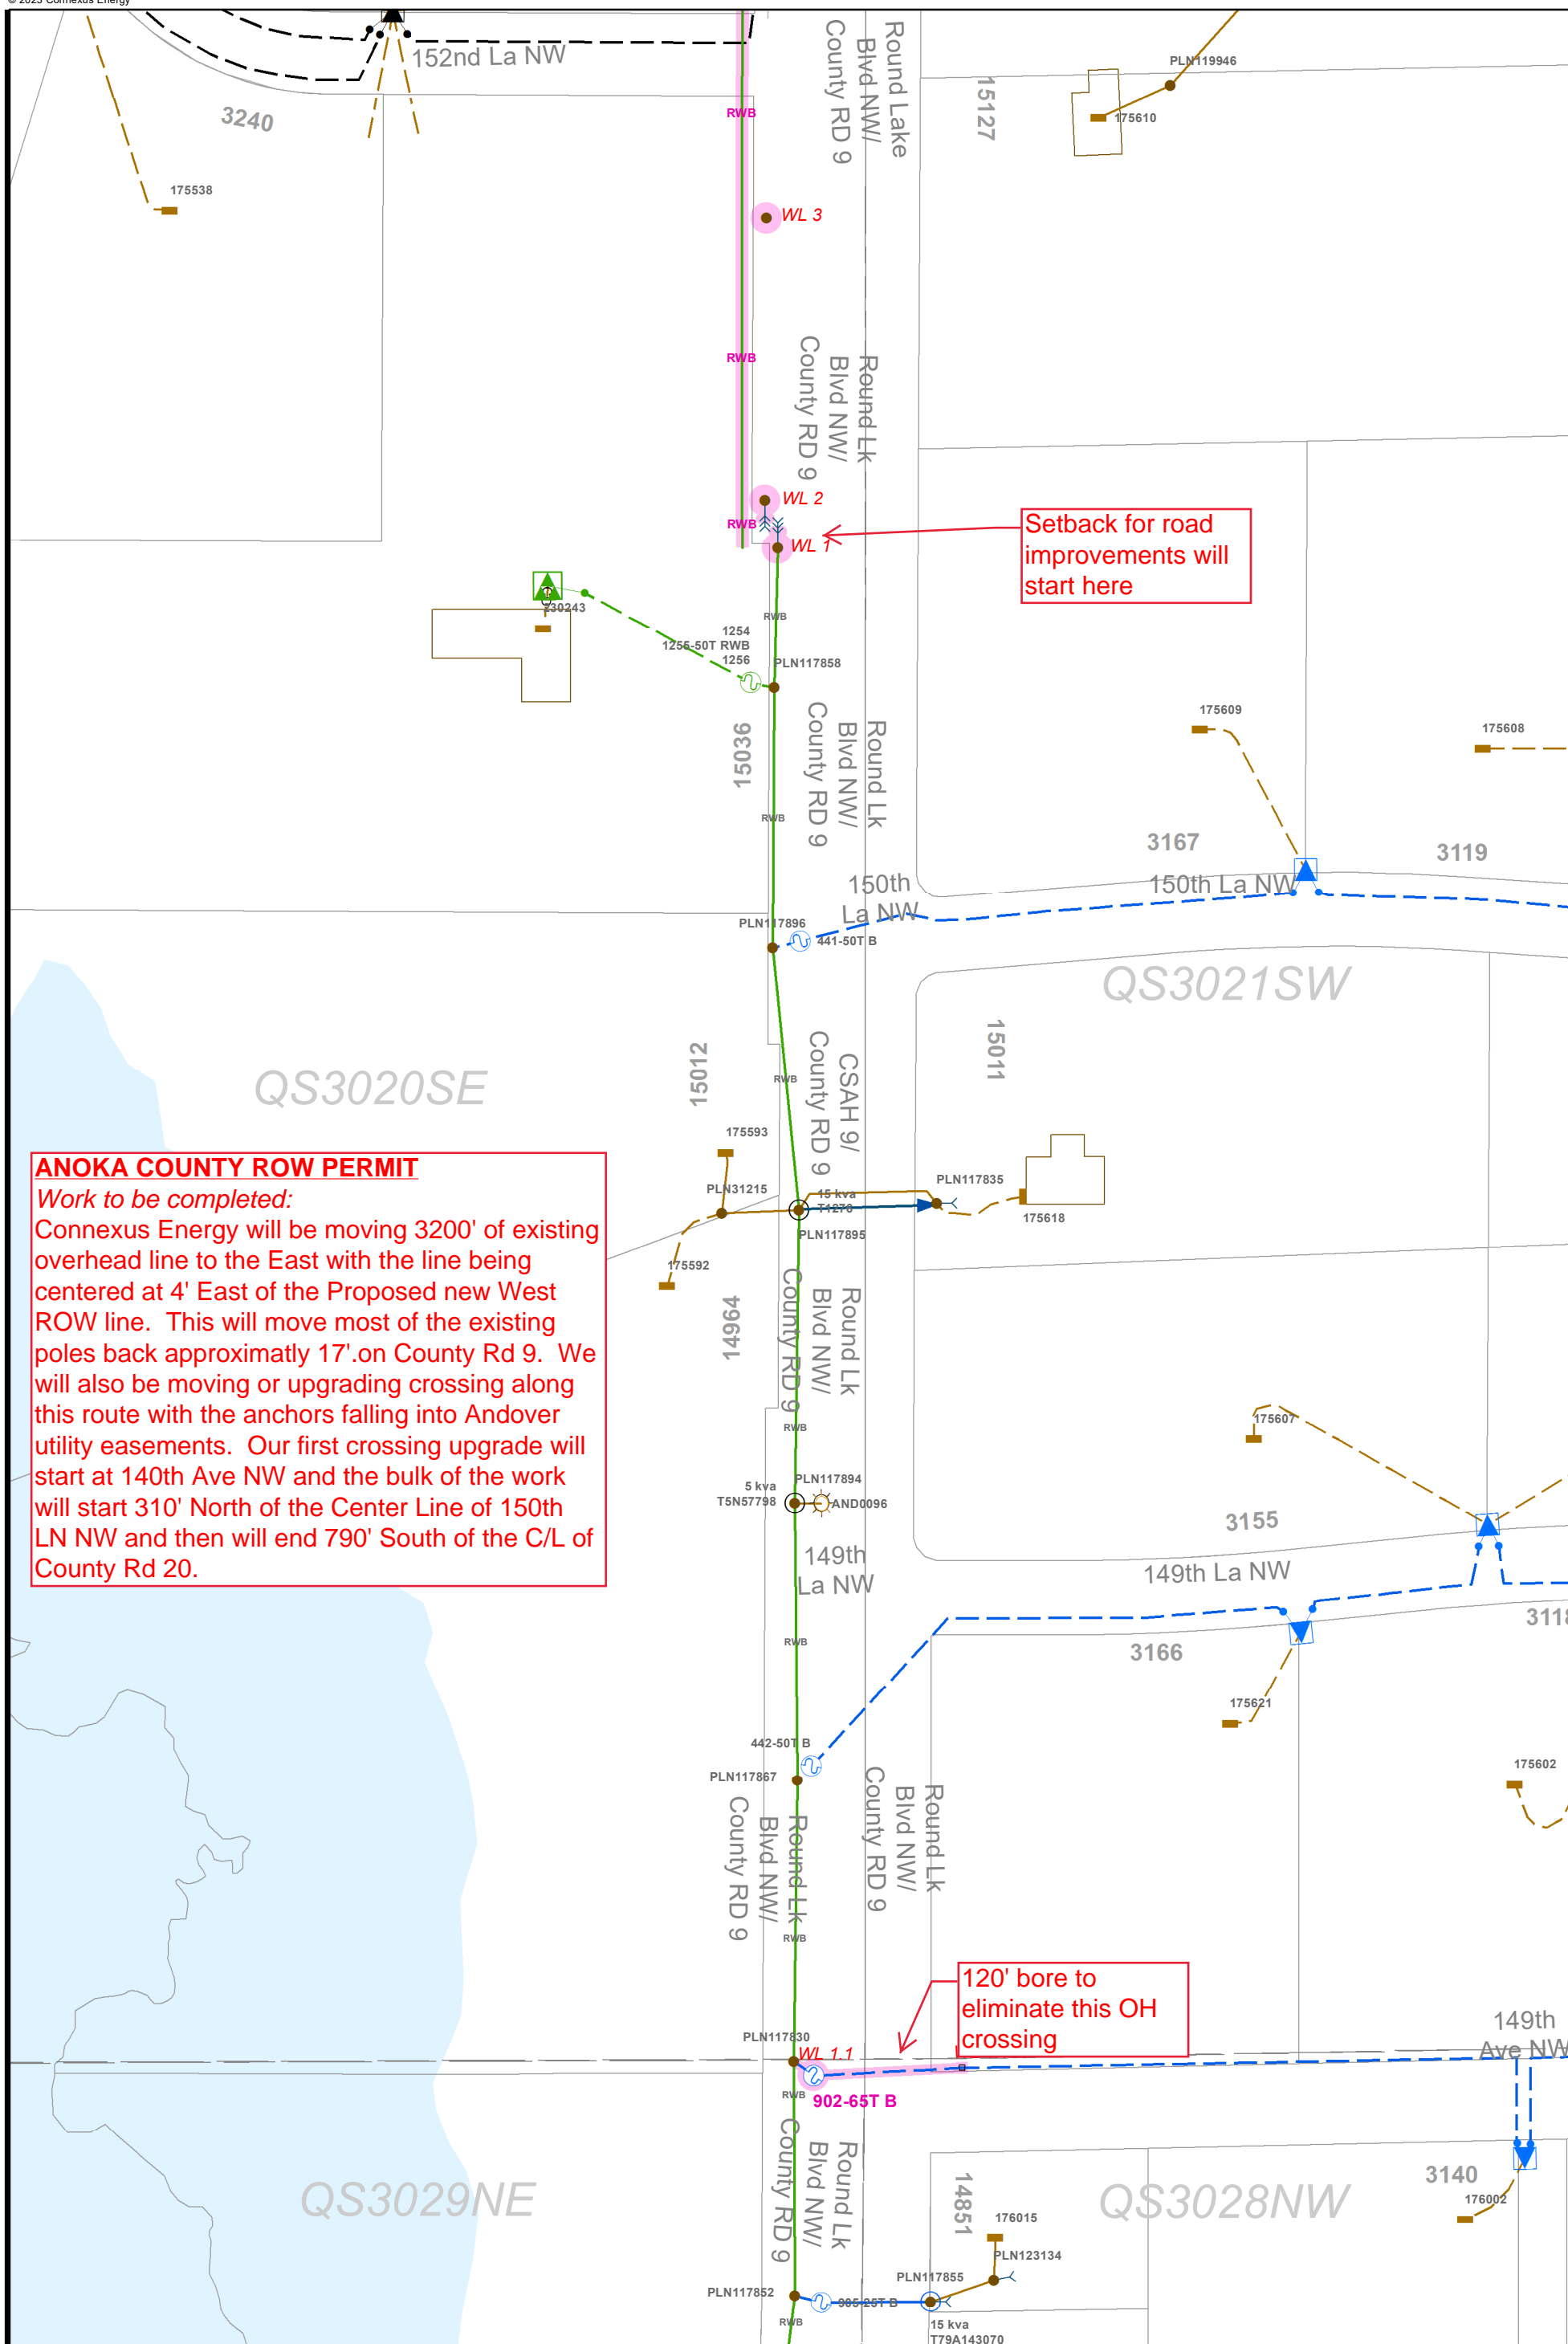 © 2023 Connexus Energy
152nd La NW
3240
175538
RWB
Round Lake
Blvd NW/
County RD 9
15127
PLN119946
175610
WL 3
RWB
Round Lk
Blvd NW/
County RD 9
WL 2
RWB
WL 1
Setback for road
improvements will
start here
230243
RWB
1254
1255-50T RWB
1256
PLN117858
15036
Round Lk
Blvd NW/
County RD 9
RWB
175609
175608
3167
3119
150th
La NW
150th La NW
PLN117896
441-50T B
QS3021SW
QS3020SE
15012
RWB
CSAH 9/
County RD 9
15011
175593
PLN31215
15 kva
T1276
PLN117895
PLN117835
175618
175592
14964
Round Lk
Blvd NW/
County RD 9
ANOKA COUNTY ROW PERMIT
Work to be completed:
Connexus Energy will be moving 3200' of existing
overhead line to the East with the line being
centered at 4' East of the Proposed new West
ROW line.  This will move most of the existing
poles back approximatly 17'.on County Rd 9.  We
will also be moving or upgrading crossing along
this route with the anchors falling into Andover
utility easements.  Our first crossing upgrade will
start at 140th Ave NW and the bulk of the work
will start 310' North of the Center Line of 150th
LN NW and then will end 790' South of the C/L of
County Rd 20.
RWB
175607
5 kva
T5N57798
PLN117894
AND0096
3155
149th
La NW
149th La NW
3118
RWB
3166
175621
442-50T B
PLN117867
175602
Round Lk
Blvd NW/
County RD 9
Round Lk
Blvd NW/
County RD 9
RWB
120' bore to
eliminate this OH
crossing
149th
Ave NW
PLN117830
WL 1.1
RWB
902-65T B
Round Lk
Blvd NW/
County RD 9
QS3029NE
14851
QS3028NW
3140
176002
176015
PLN123134
PLN117855
PLN117852
905-25T B
RWB
15 kva
T79A143070